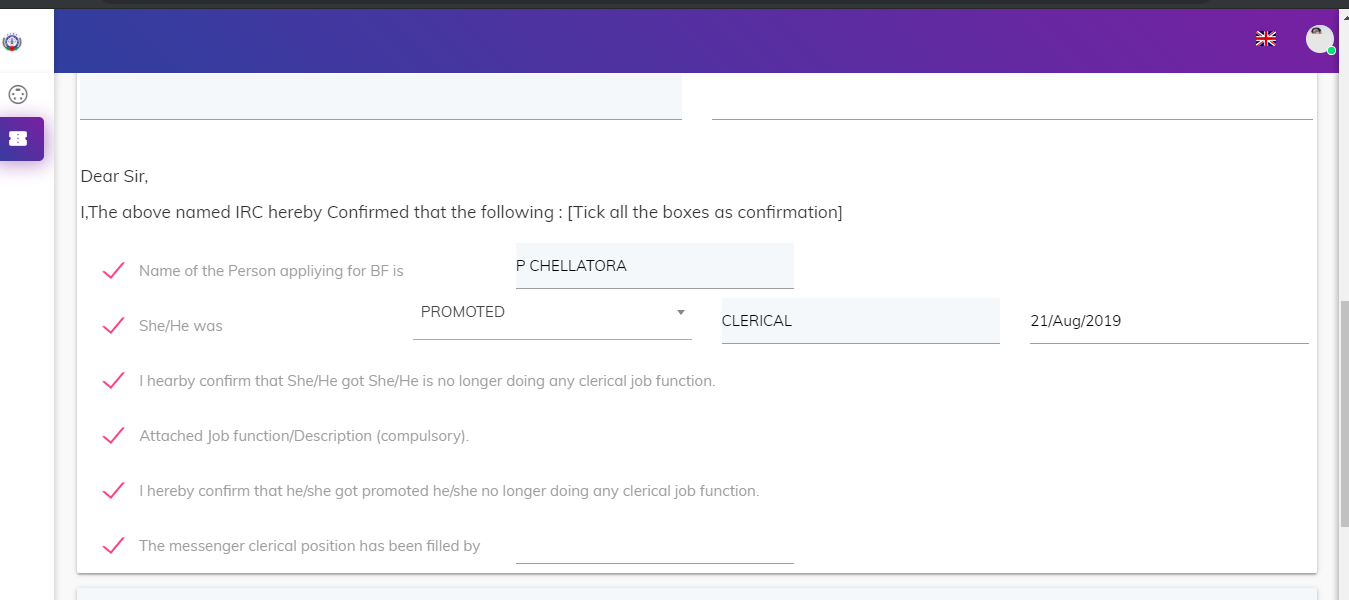 Dear Sir,
I,The above named IRC hereby Confirmed that the following : [Tick all the boxes as confirmation]
Name of the Person appliying for BF is P CHELLATORA
She/He was PROMOTED CLERICAL 21/Aug/2019
I hearby confirm that She/He got She/He is no longer doing any clerical job function.
Attached Job function/Description (compulsory).
I hereby confirm that he/she got promoted he/she no longer doing any clerical job function.
The messenger clerical position has been filled by